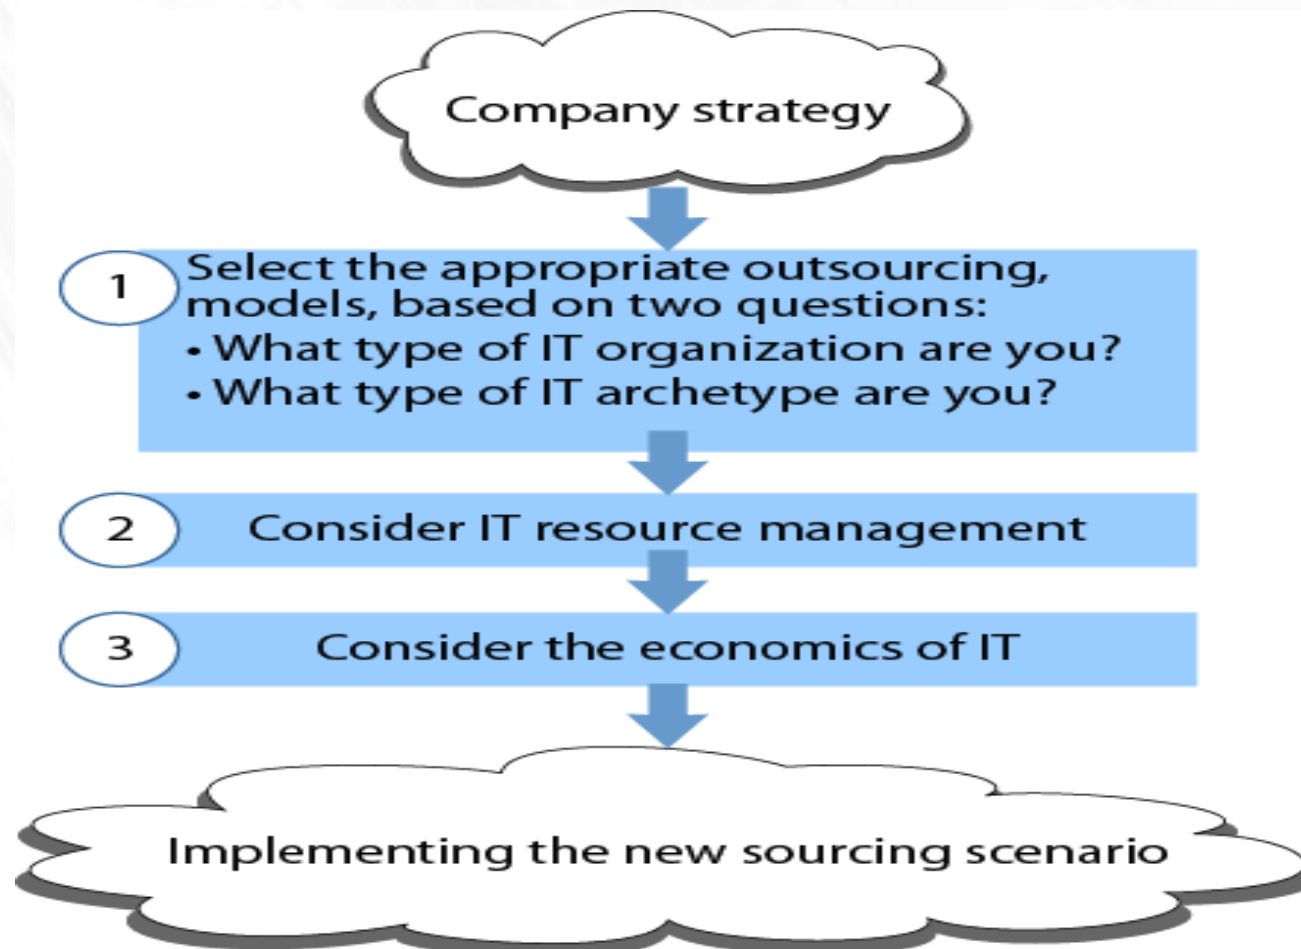 Company strategy
1
Select the appropriate outsourcing,
models, based on two questions:
• What type of IT organization are you?
• What type of IT archetype are you?
2
Consider IT resource management
3
Consider the economics of IT
Implementing the new sourcing scenario